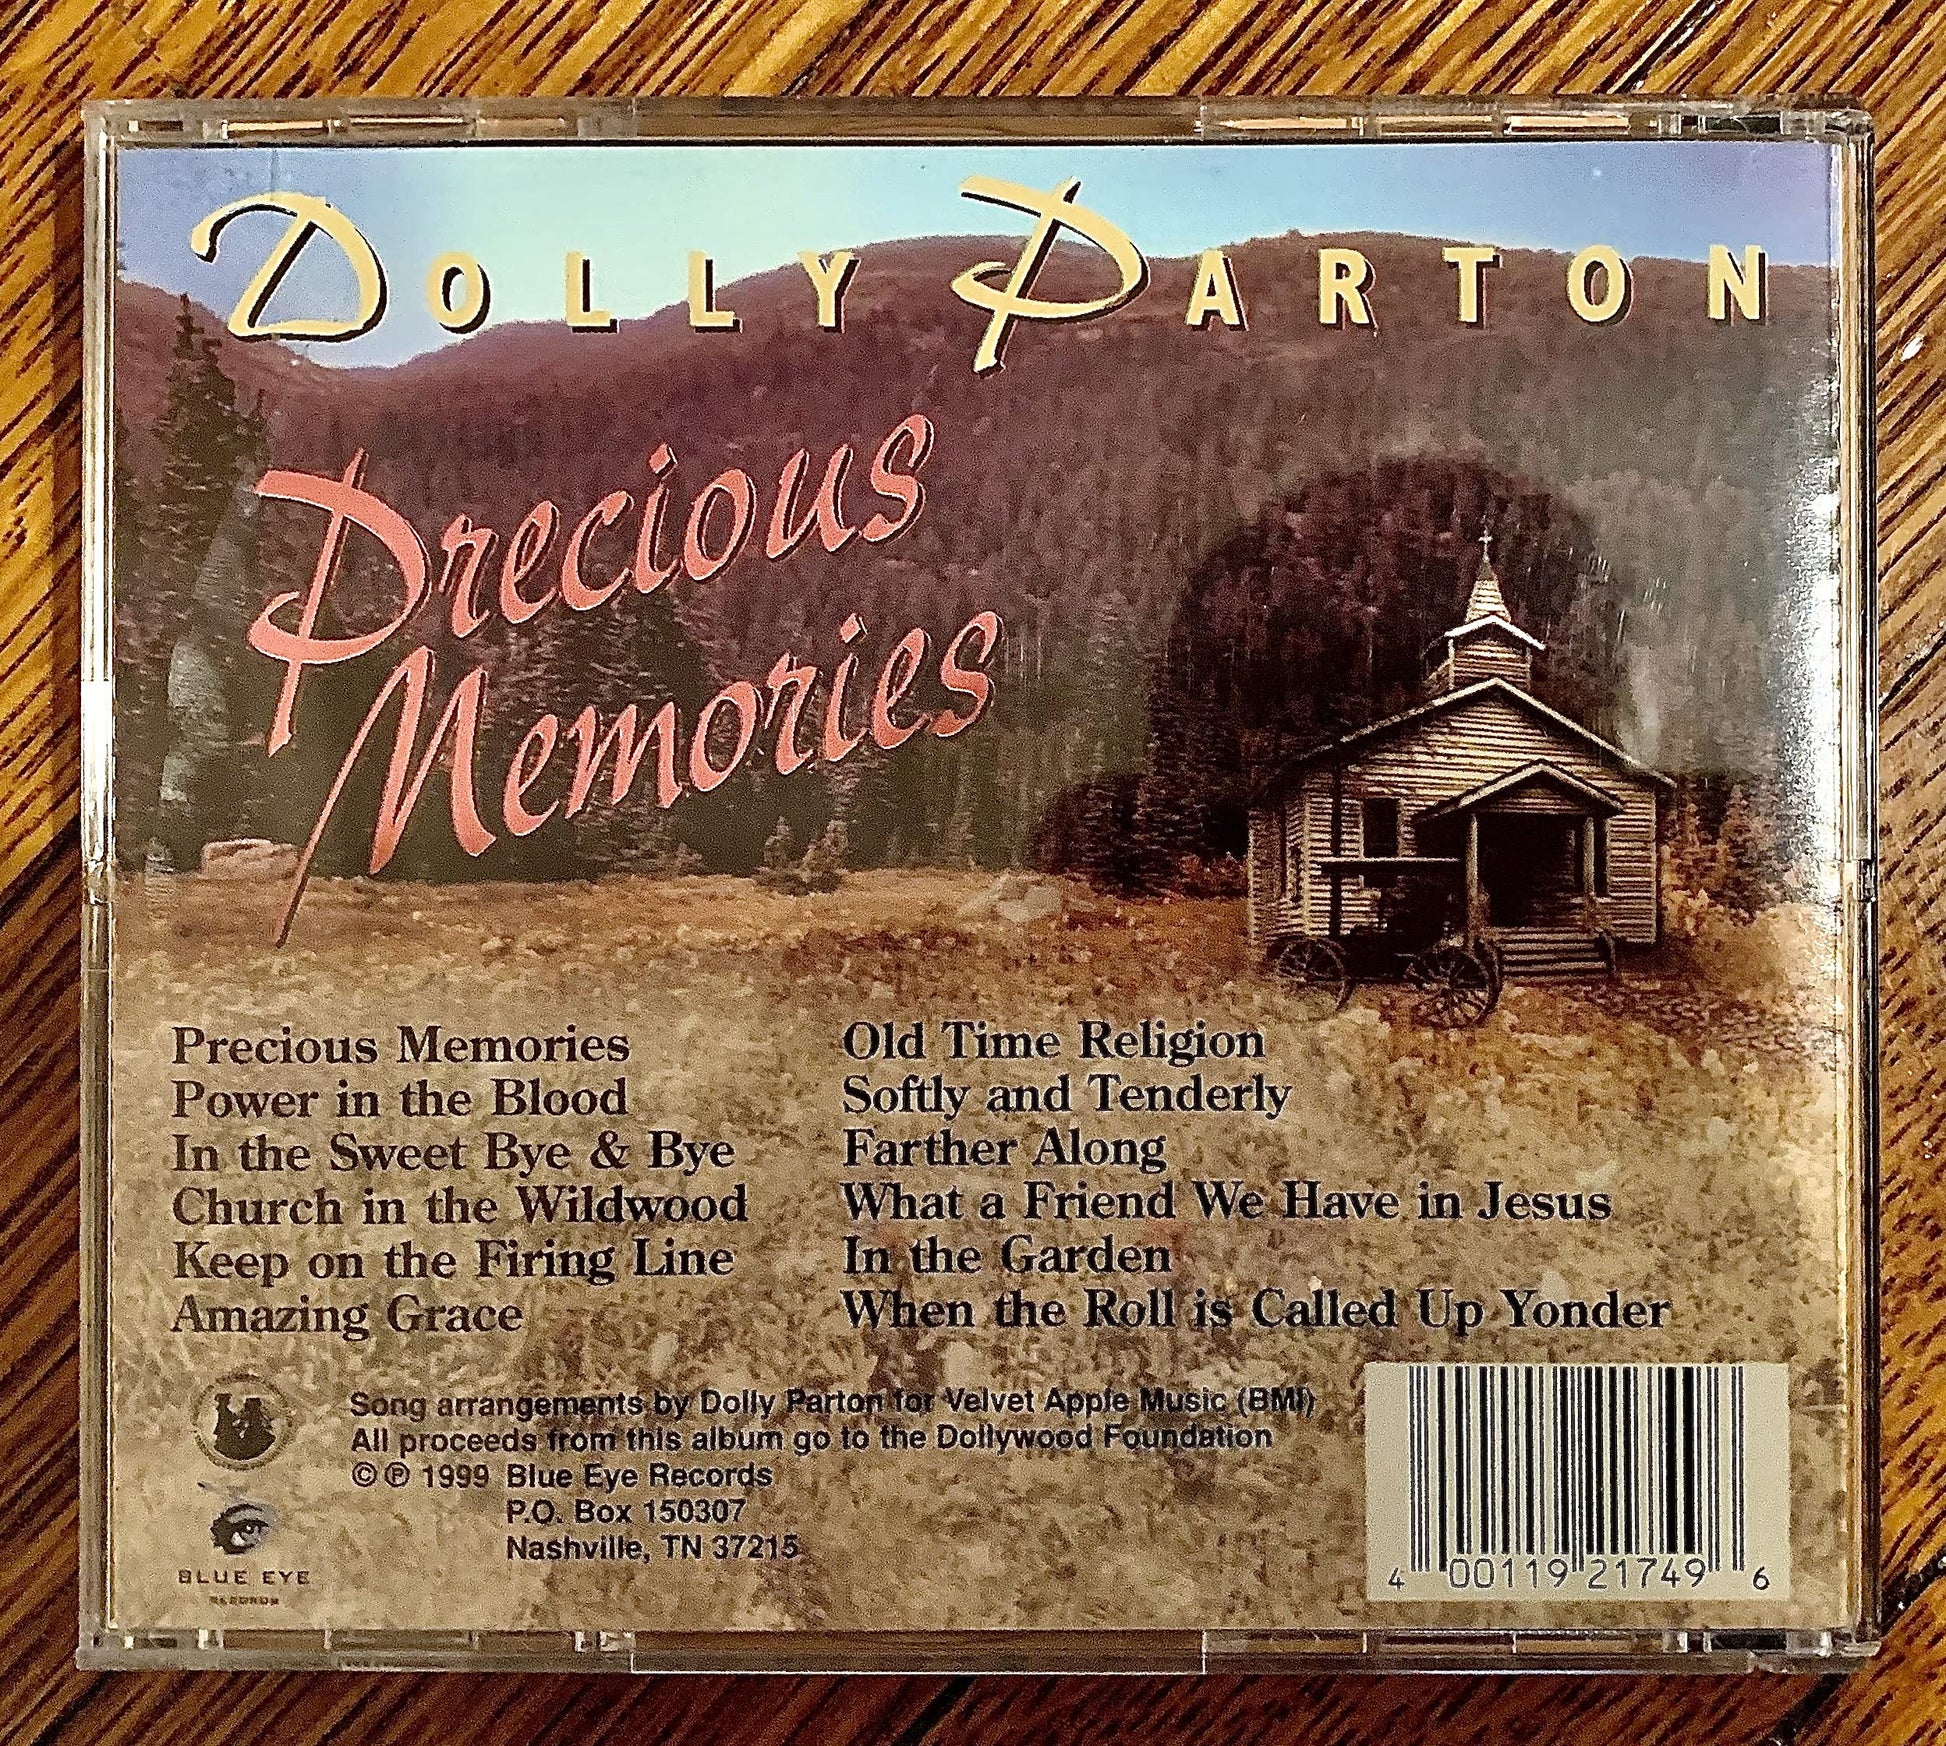 DOLLY PARTON
Precious
Memories
Precious Memories
Power in the Blood
In the Sweet Bye & Bye
Church in the Wildwood
Keep on the Firing Line
Amazing Grace
Old Time Religion
Softly and Tenderly
Farther Along
What a Friend We Have in Jesus
In the Garden
When the Roll is Called Up Yonder
Song arrangements by Dolly Parton for Velvet Apple Music (BMI)
All proceeds from this album go to the Dollywood Foundation
© ℗ 1999 Blue Eye Records
P.O. Box 150307
Nashville, TN 37215
BLUE EYE
RECORDS
4 00119 21749 6